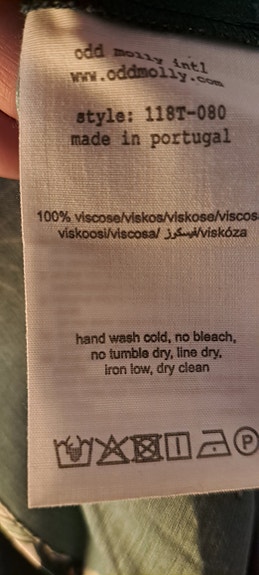 odd molly intl
www.oddmolly.com
style: 118T-080
made in portugal
100% viscose/viskos/viskose/viscos
viskoosi/viscosa/ فيسكوز/viskóza
hand wash cold, no bleach,
no tumble dry, line dry,
iron low, dry clean
P